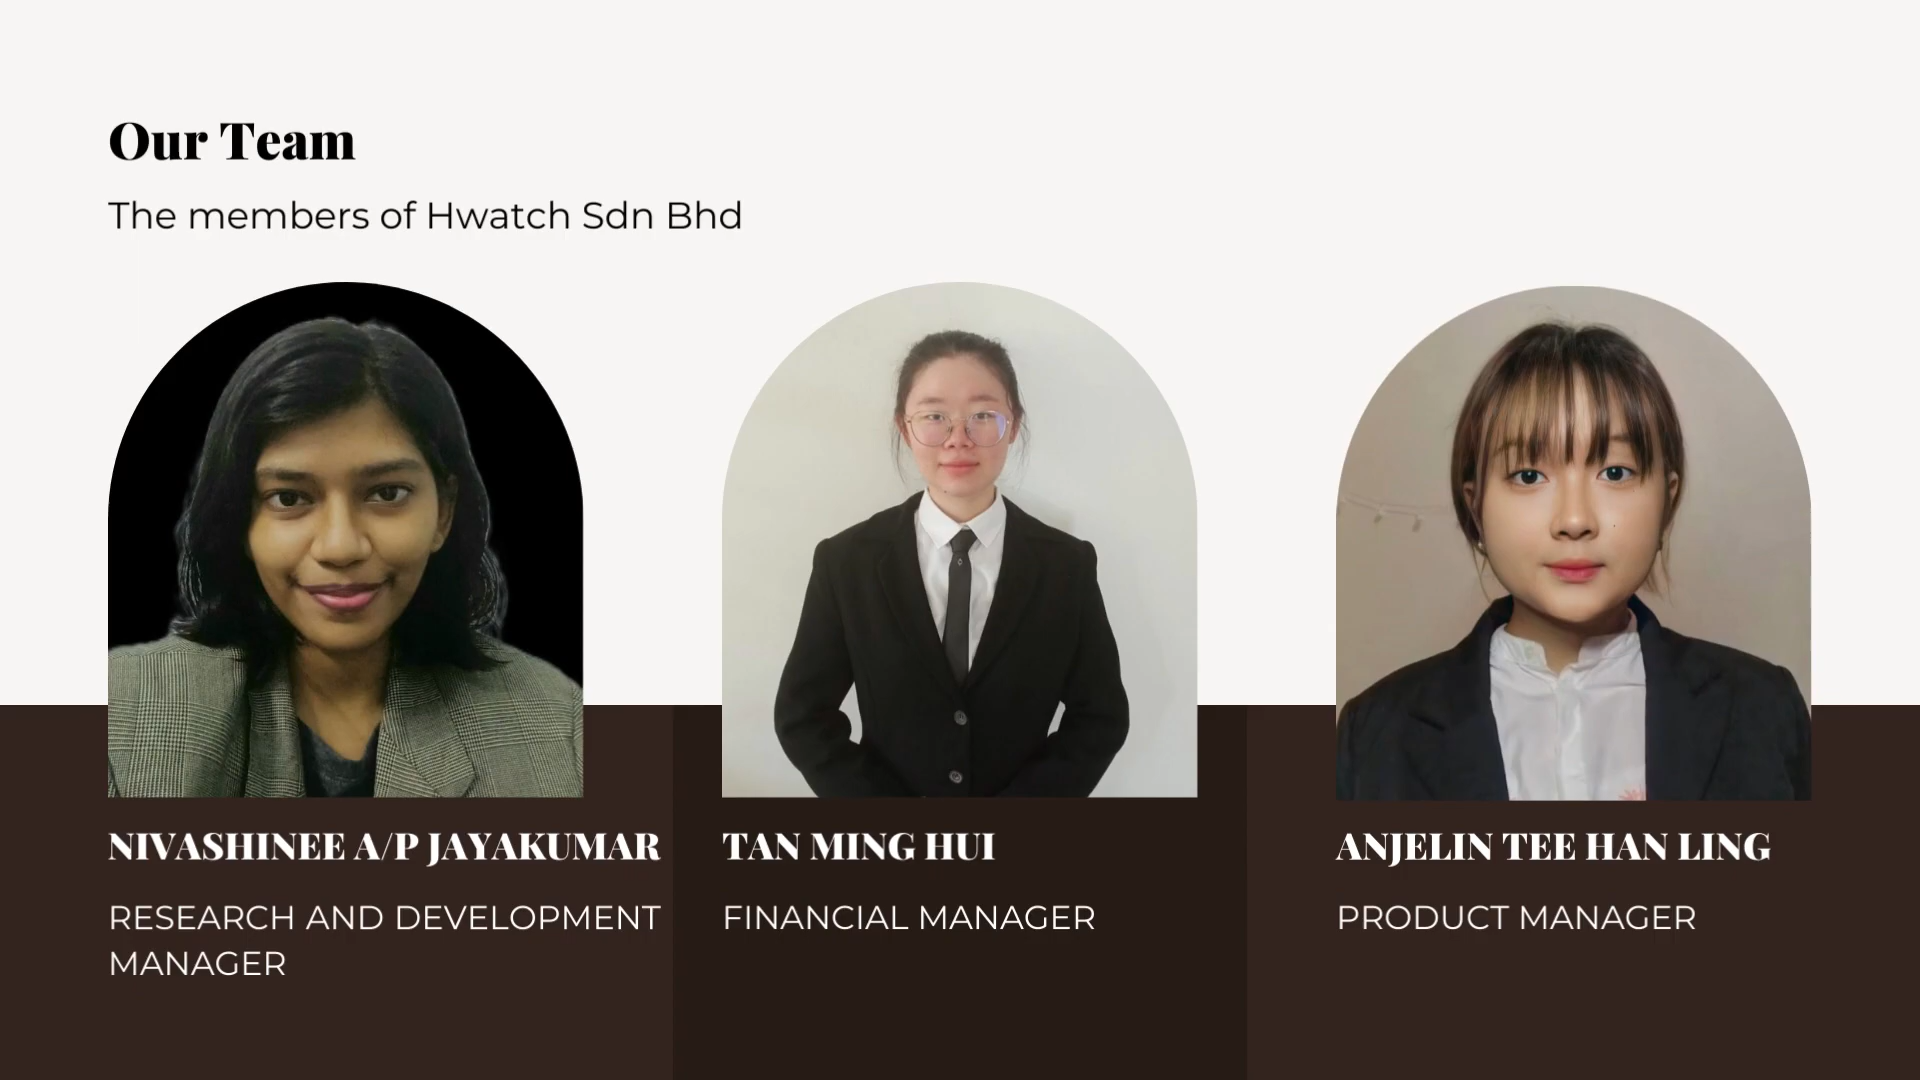 Our Team
The members of Hwatch Sdn Bhd
NIVASHINEE A/P JAYAKUMAR
RESEARCH AND DEVELOPMENT
MANAGER
TAN MING HUI
FINANCIAL MANAGER
ANJELIN TEE HAN LING
PRODUCT MANAGER